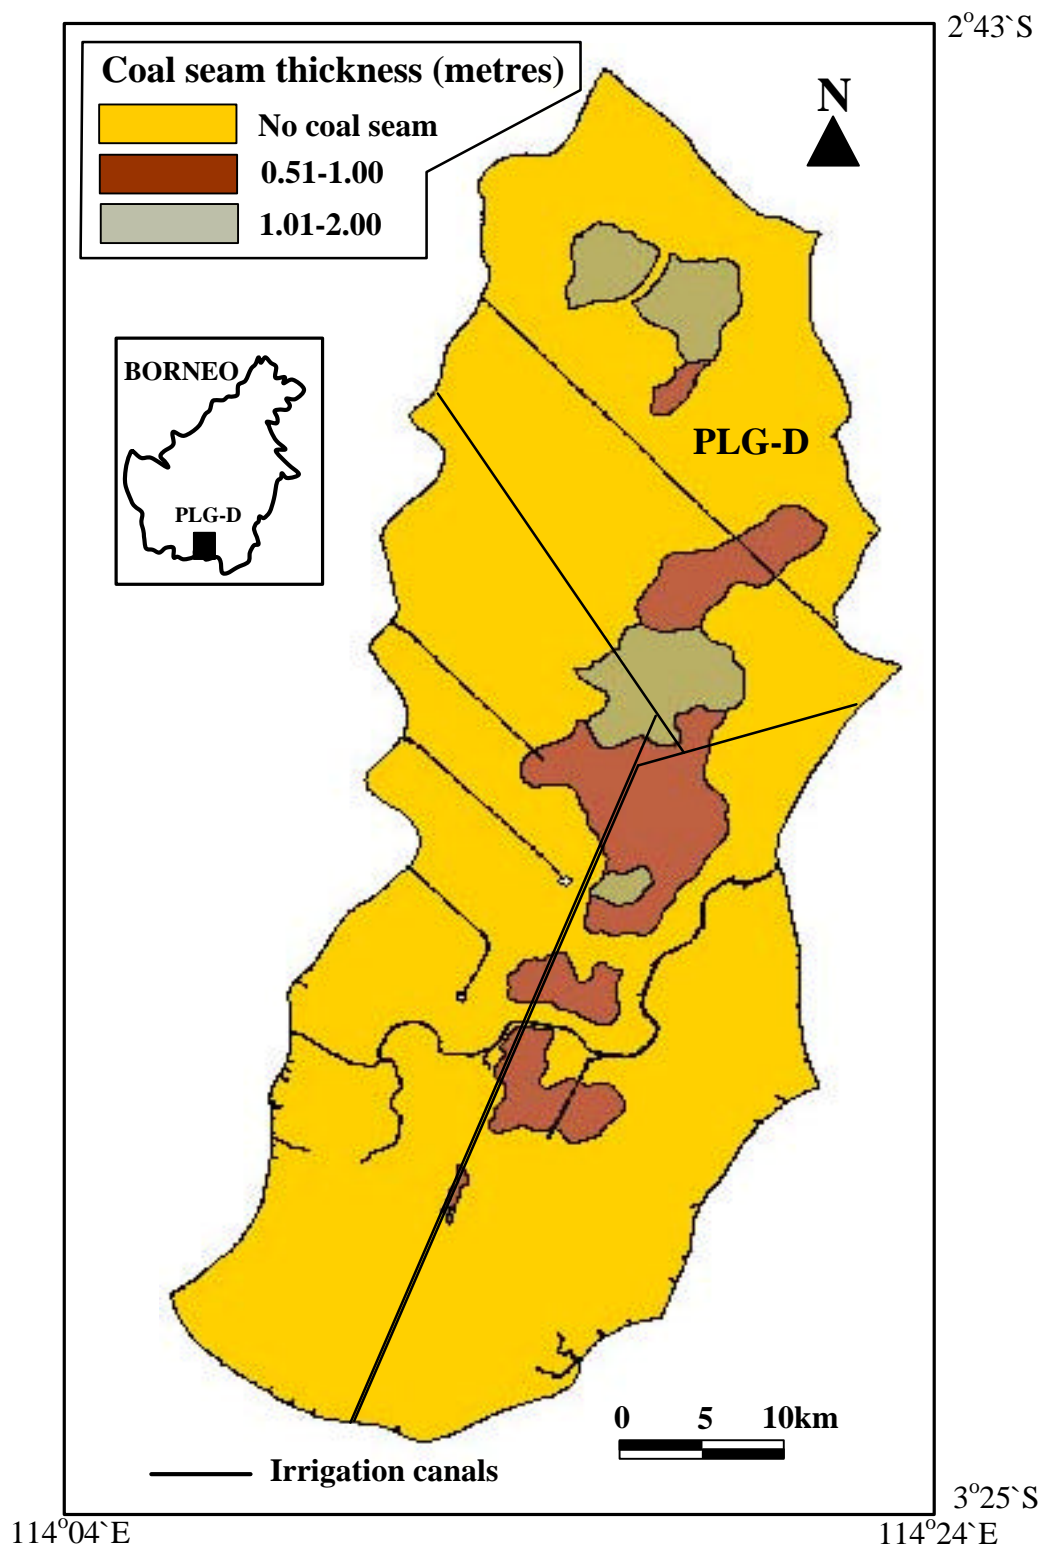 2°43`S
Coal seam thickness (metres)
No coal seam
0.51-1.00
1.01-2.00
N
BORNEO
PLG-D
PLG-D
0 5 10km
Irrigation canals
3°25`S
114°04`E 114°24`E